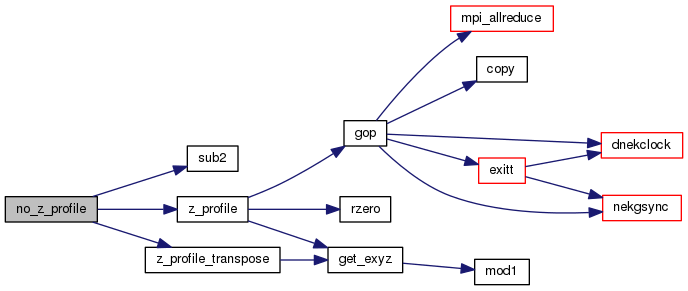 no_z_profile
sub2
z_profile
z_profile_transpose
gop
rzero
get_exyz
mpi_allreduce
copy
exitt
mod1
dnekclock
nekgsync